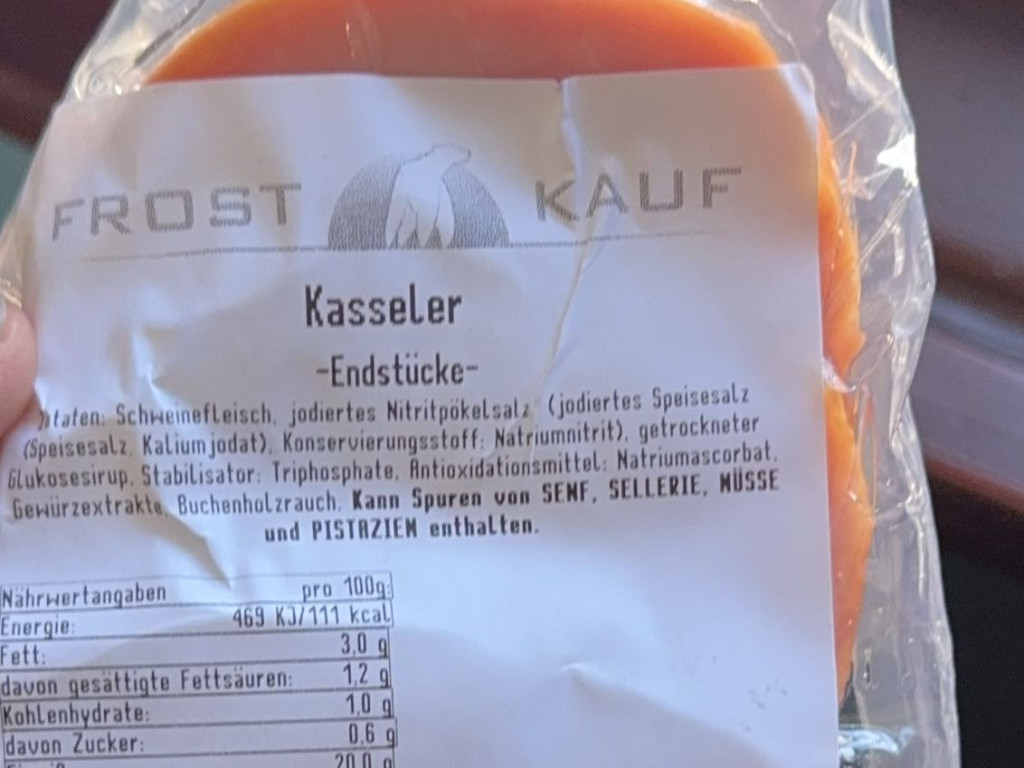 FROST KAUF
Kasseler
-Endstücke-
Schweinefleisch, jodiertes Nitritpökelsalz (jodiertes Speisesalz
(Speisesalz, Kaliumjodat), Konservierungsstoff: Natriumnitrit), getrockneter
Glukosesirup, Stabilisator: Triphosphate, Antioxidationsmittel: Natriumascorbat,
Gewürzextrakte, Buchenholzrauch. Kann Spuren von SENF, SELLERIE, NÜSSE
und PISTAZIEN enthalten.
Nährwertangaben pro 100g:
Energie: 469 KJ/111 kcal
Fett: 3,0 g
davon gesättigte Fettsäuren: 1,2 g
Kohlenhydrate: 1,0 g
davon Zucker: 0,6 g
20,0 g